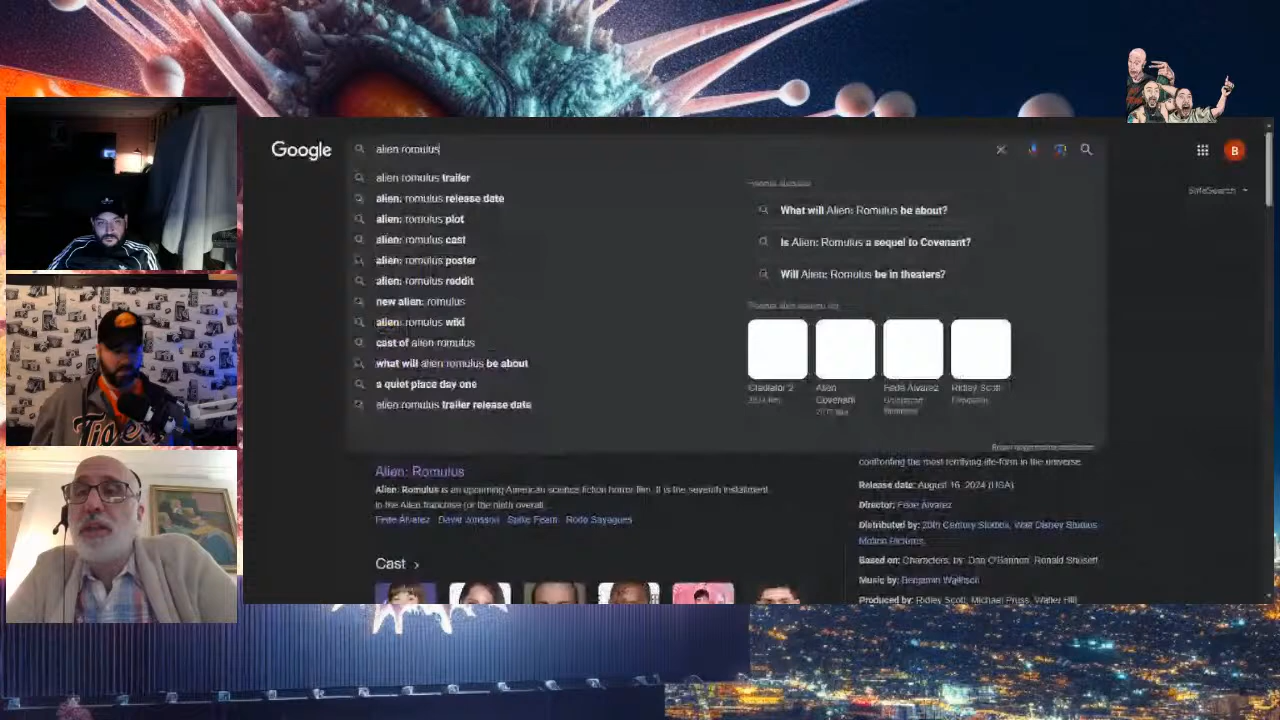 Google
alien romulus
SafeSearch
alien romulus trailer
alien: romulus release date
alien: romulus plot
alien: romulus cast
alien: romulus poster
alien: romulus reddit
new alien: romulus
alien: romulus wiki
cast of alien romulus
what will alien romulus be about
a quiet place day one
alien romulus trailer release date
What will Alien: Romulus be about?
Is Alien: Romulus a sequel to Covenant?
Will Alien: Romulus be in theaters?
Gladiator 2
Alien
Covenant
Fede Álvarez
Ridley Scott
Alien: Romulus
Alien: Romulus is an upcoming American science fiction horror film. It is the seventh installment
in the Alien franchise (or the ninth overall
Fede Álvarez David Jonsson Spike Fearn Rodo Sayagues
Cast
confronting the most terrifying life-form in the universe.
Release date: August 16, 2024 (USA)
Director: Fede Álvarez
Distributed by: 20th Century Studios, Walt Disney Studios
Motion Pictures
Based on: Characters; by: Dan O'Bannon; Ronald Shusett
Music by: Benjamin Wallfisch
Produced by: Ridley Scott, Michael Pruss, Walter Hill
B
Tigers